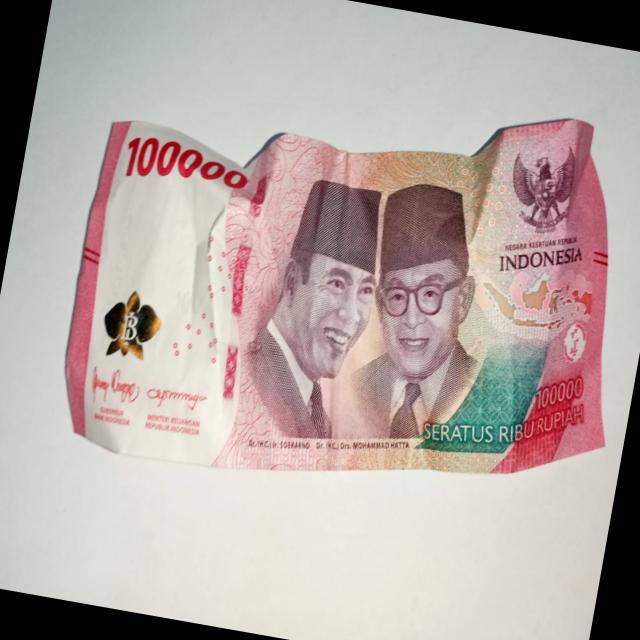 100000
NEGARA KESATUAN REPUBLIK
INDONESIA
B
GUBERNUR
BANK INDONESIA
MENTERI KEUANGAN
REPUBLIK INDONESIA
Dr. (H.C.) Ir. SOEKARNO
Dr. (H.C.) Drs. MOHAMMAD HATTA
100000
SERATUS RIBU RUPIAH